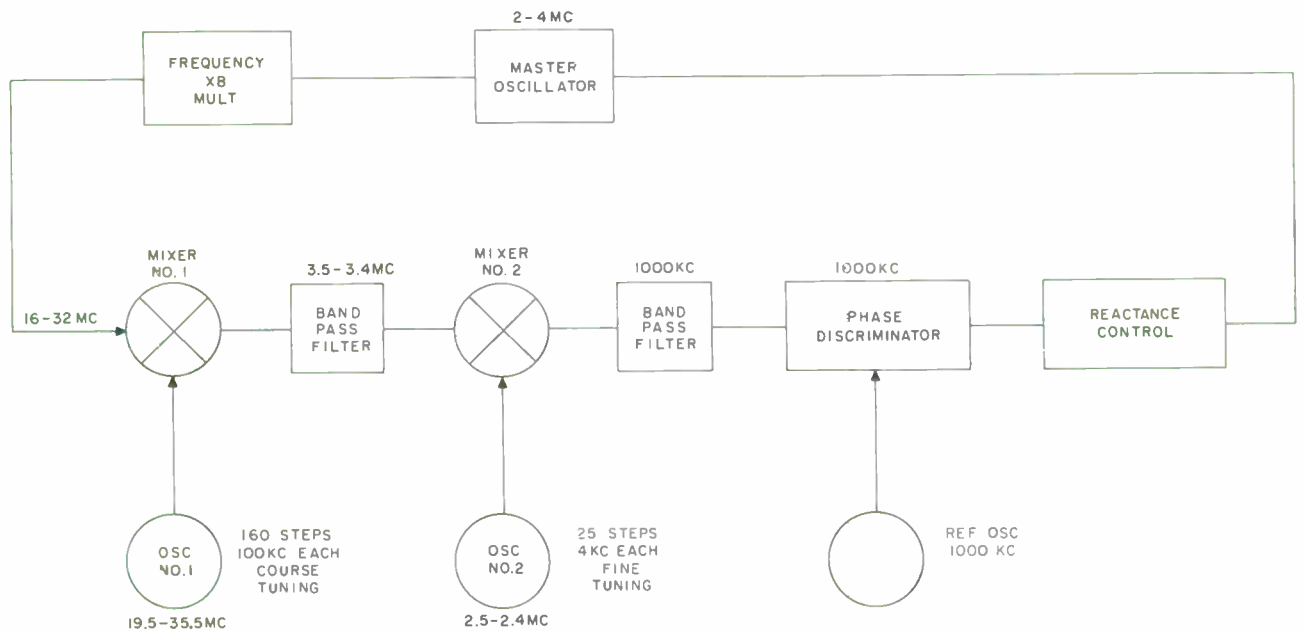 2-4MC
FREQUENCY
X8
MULT
MASTER
OSCILLATOR
MIXER
NO. 1
3.5-3.4MC
MIXER
NO. 2
1000KC
1000KC
16-32 MC
BAND
PASS
FILTER
BAND
PASS
FILTER
PHASE
DISCRIMINATOR
REACTANCE
CONTROL
OSC
NO.1
160 STEPS
100KC EACH
COURSE
TUNING
19.5-35.5MC
OSC
NO.2
25 STEPS
4KC EACH
FINE
TUNING
2.5-2.4MC
REF OSC
1000 KC